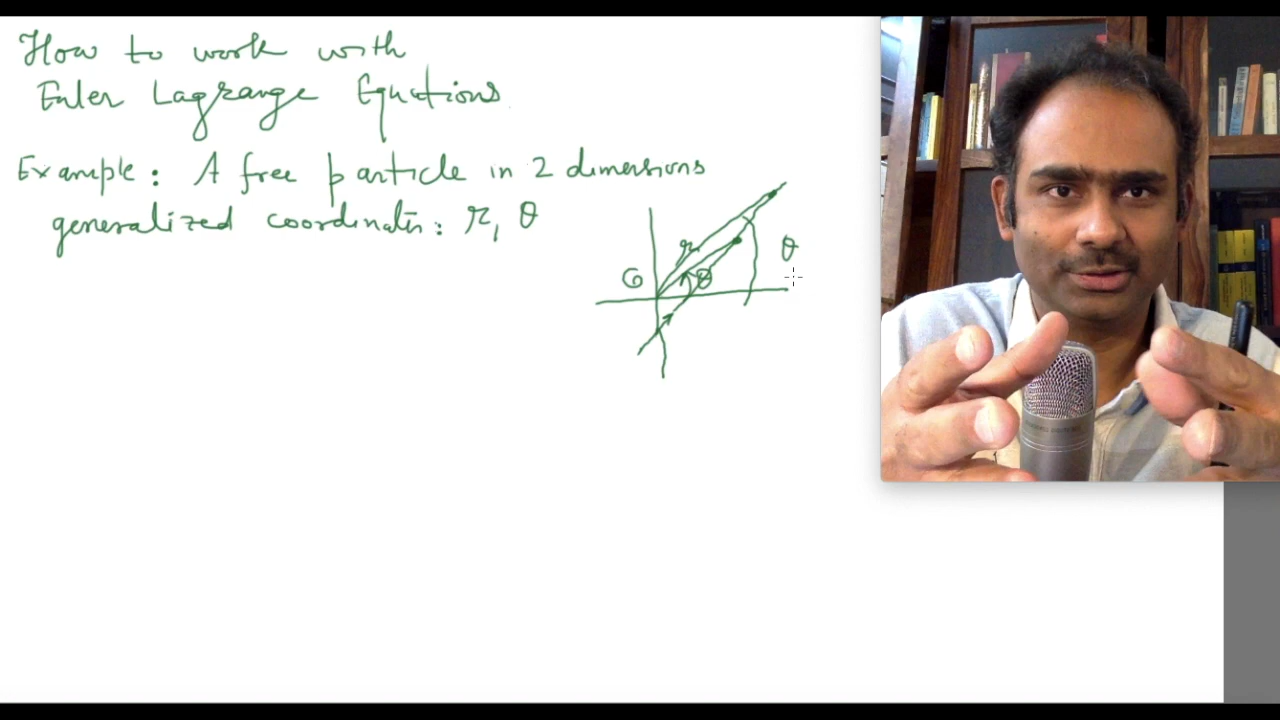 How to work with
Euler Lagrange Equations
Example: A free particle in 2 dimensions
generalized coordinates: r, θ
r
θ
O
θ